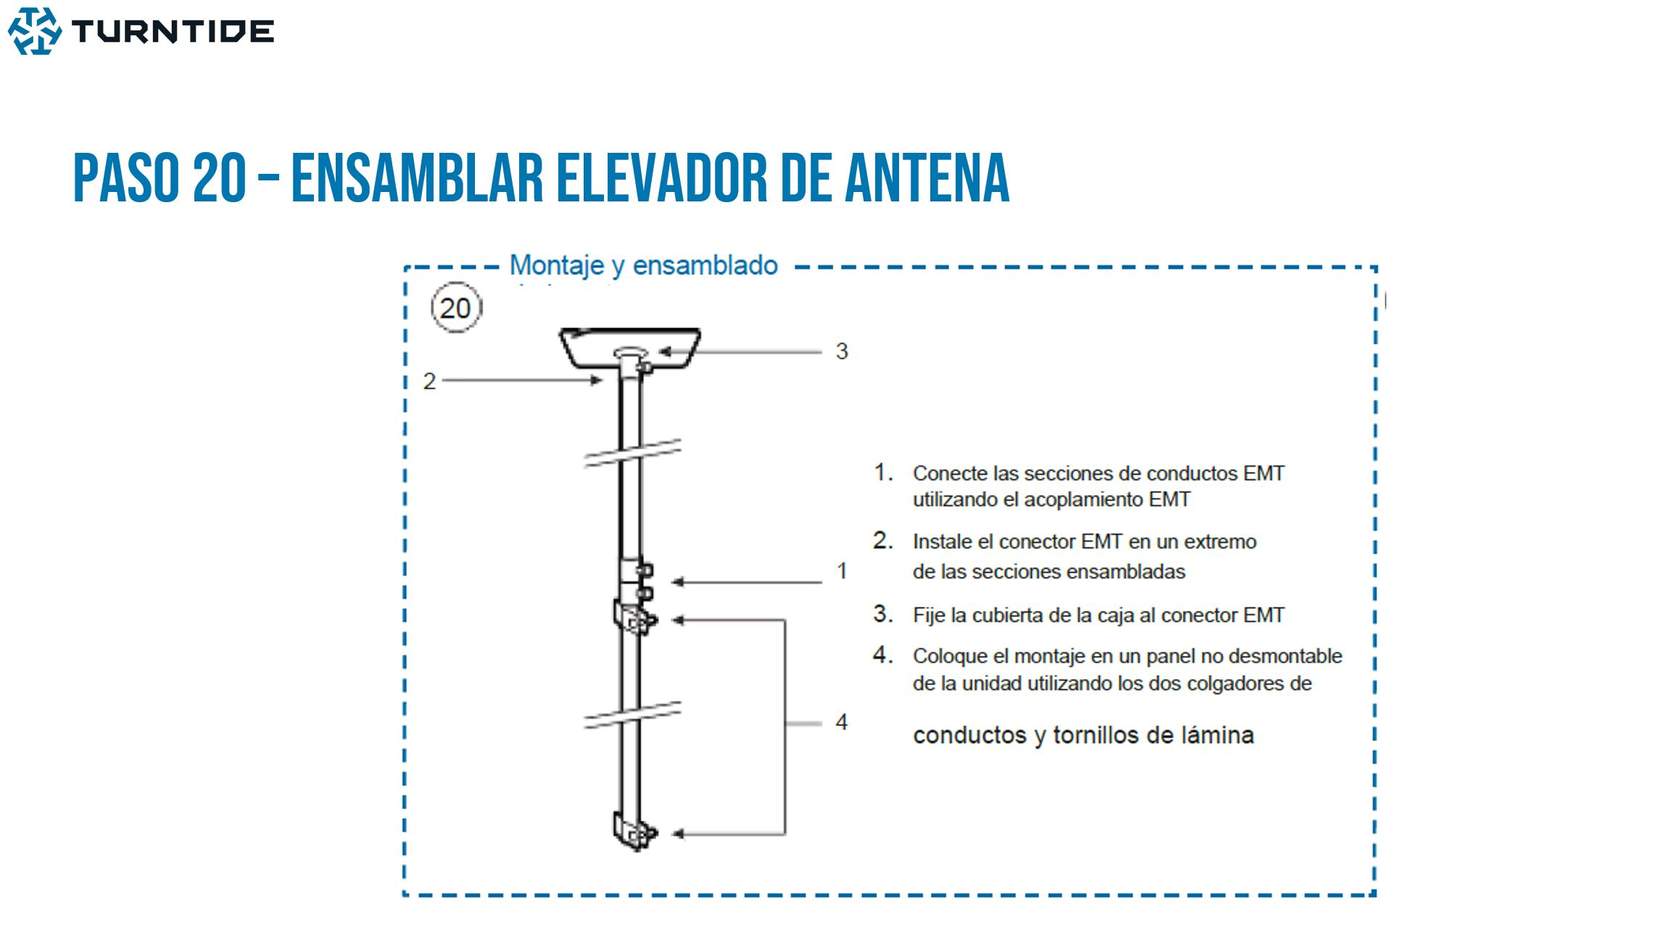 TURNTIDE
PASO 20 – ENSAMBLAR ELEVADOR DE ANTENA
Montaje y ensamblado
20
3
2
1
4
1. Conecte las secciones de conductos EMT
utilizando el acoplamiento EMT
2. Instale el conector EMT en un extremo
de las secciones ensambladas
3. Fije la cubierta de la caja al conector EMT
4. Coloque el montaje en un panel no desmontable
de la unidad utilizando los dos colgadores de
conductos y tornillos de lámina